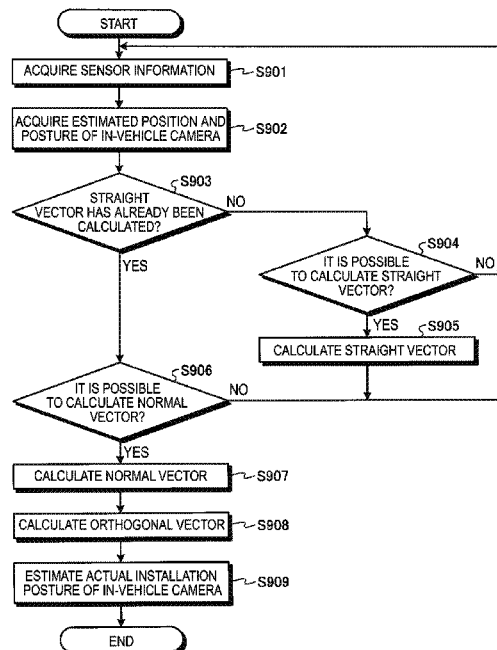 START
ACQUIRE SENSOR INFORMATION
S901
ACQUIRE ESTIMATED POSITION AND
POSTURE OF IN-VEHICLE CAMERA
S902
S903
STRAIGHT
VECTOR HAS ALREADY BEEN
CALCULATED?
NO
YES
S904
IT IS POSSIBLE
TO CALCULATE STRAIGHT
VECTOR?
NO
YES
S905
CALCULATE STRAIGHT VECTOR
S906
IT IS POSSIBLE
TO CALCULATE NORMAL
VECTOR?
NO
YES
CALCULATE NORMAL VECTOR
S907
CALCULATE ORTHOGONAL VECTOR
S908
ESTIMATE ACTUAL INSTALLATION
POSTURE OF IN-VEHICLE CAMERA
S909
END